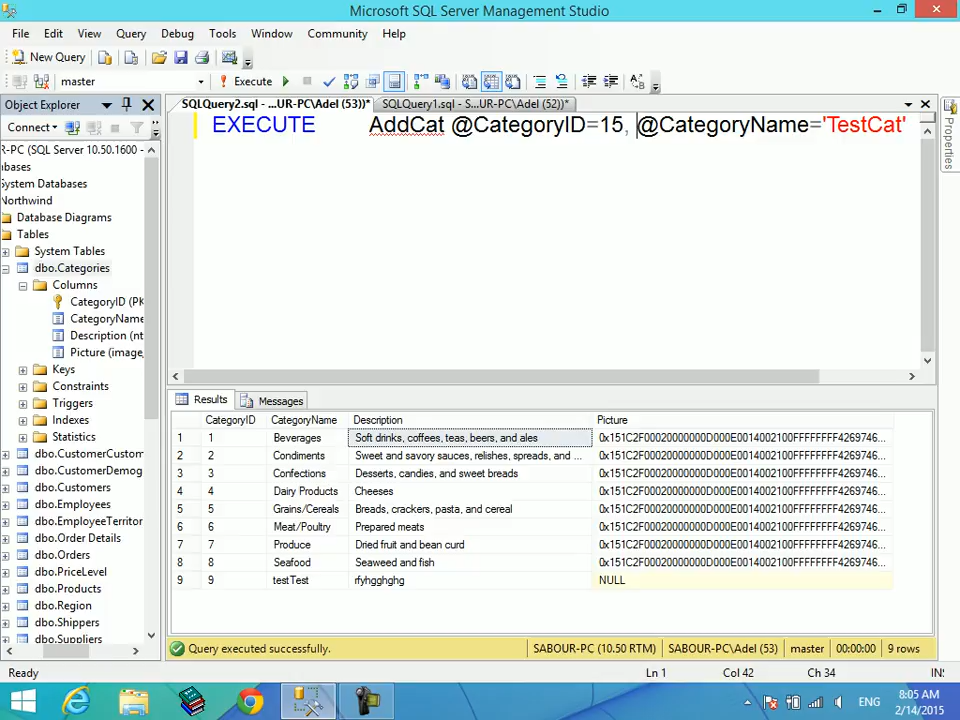 Microsoft SQL Server Management Studio
File Edit View Query Debug Tools Window Community Help
New Query
master Execute
Object Explorer
SQLQuery2.sql - ...UR-PC\Adel (53))* SQLQuery1.sql - S...UR-PC\Adel (52))*
Connect
EXECUTE AddCat @CategoryID=15, @CategoryName='TestCat'
Properties
R-PC (SQL Server 10.50.1600 -
abases
System Databases
Northwind
Database Diagrams
Tables
System Tables
dbo.Categories
Columns
CategoryID (PK
CategoryName
Description (nt
Picture (image,
Keys
Constraints
Triggers
Indexes
Statistics
dbo.CustomerCustom
dbo.CustomerDemog
dbo.Customers
dbo.Employees
dbo.EmployeeTerritor
dbo.Order Details
dbo.Orders
dbo.PriceLevel
dbo.Products
dbo.Region
dbo.Shippers
dbo.Suppliers
Results Messages
CategoryID CategoryName Description Picture
1 1 Beverages Soft drinks, coffees, teas, beers, and ales 0x151C2F00020000000D000E0014002100FFFFFFFF4269746...
2 2 Condiments Sweet and savory sauces, relishes, spreads, and ... 0x151C2F00020000000D000E0014002100FFFFFFFF4269746...
3 3 Confections Desserts, candies, and sweet breads 0x151C2F00020000000D000E0014002100FFFFFFFF4269746...
4 4 Dairy Products Cheeses 0x151C2F00020000000D000E0014002100FFFFFFFF4269746...
5 5 Grains/Cereals Breads, crackers, pasta, and cereal 0x151C2F00020000000D000E0014002100FFFFFFFF4269746...
6 6 Meat/Poultry Prepared meats 0x151C2F00020000000D000E0014002100FFFFFFFF4269746...
7 7 Produce Dried fruit and bean curd 0x151C2F00020000000D000E0014002100FFFFFFFF4269746...
8 8 Seafood Seaweed and fish 0x151C2F00020000000D000E0014002100FFFFFFFF4269746...
9 9 testTest rfyhgghghg NULL
Query executed successfully. SABOUR-PC (10.50 RTM) SABOUR-PC\Adel (53) master 00:00:00 9 rows
Ready Ln 1 Col 42 Ch 34 INS
ENG
8:05 AM
2/14/2015